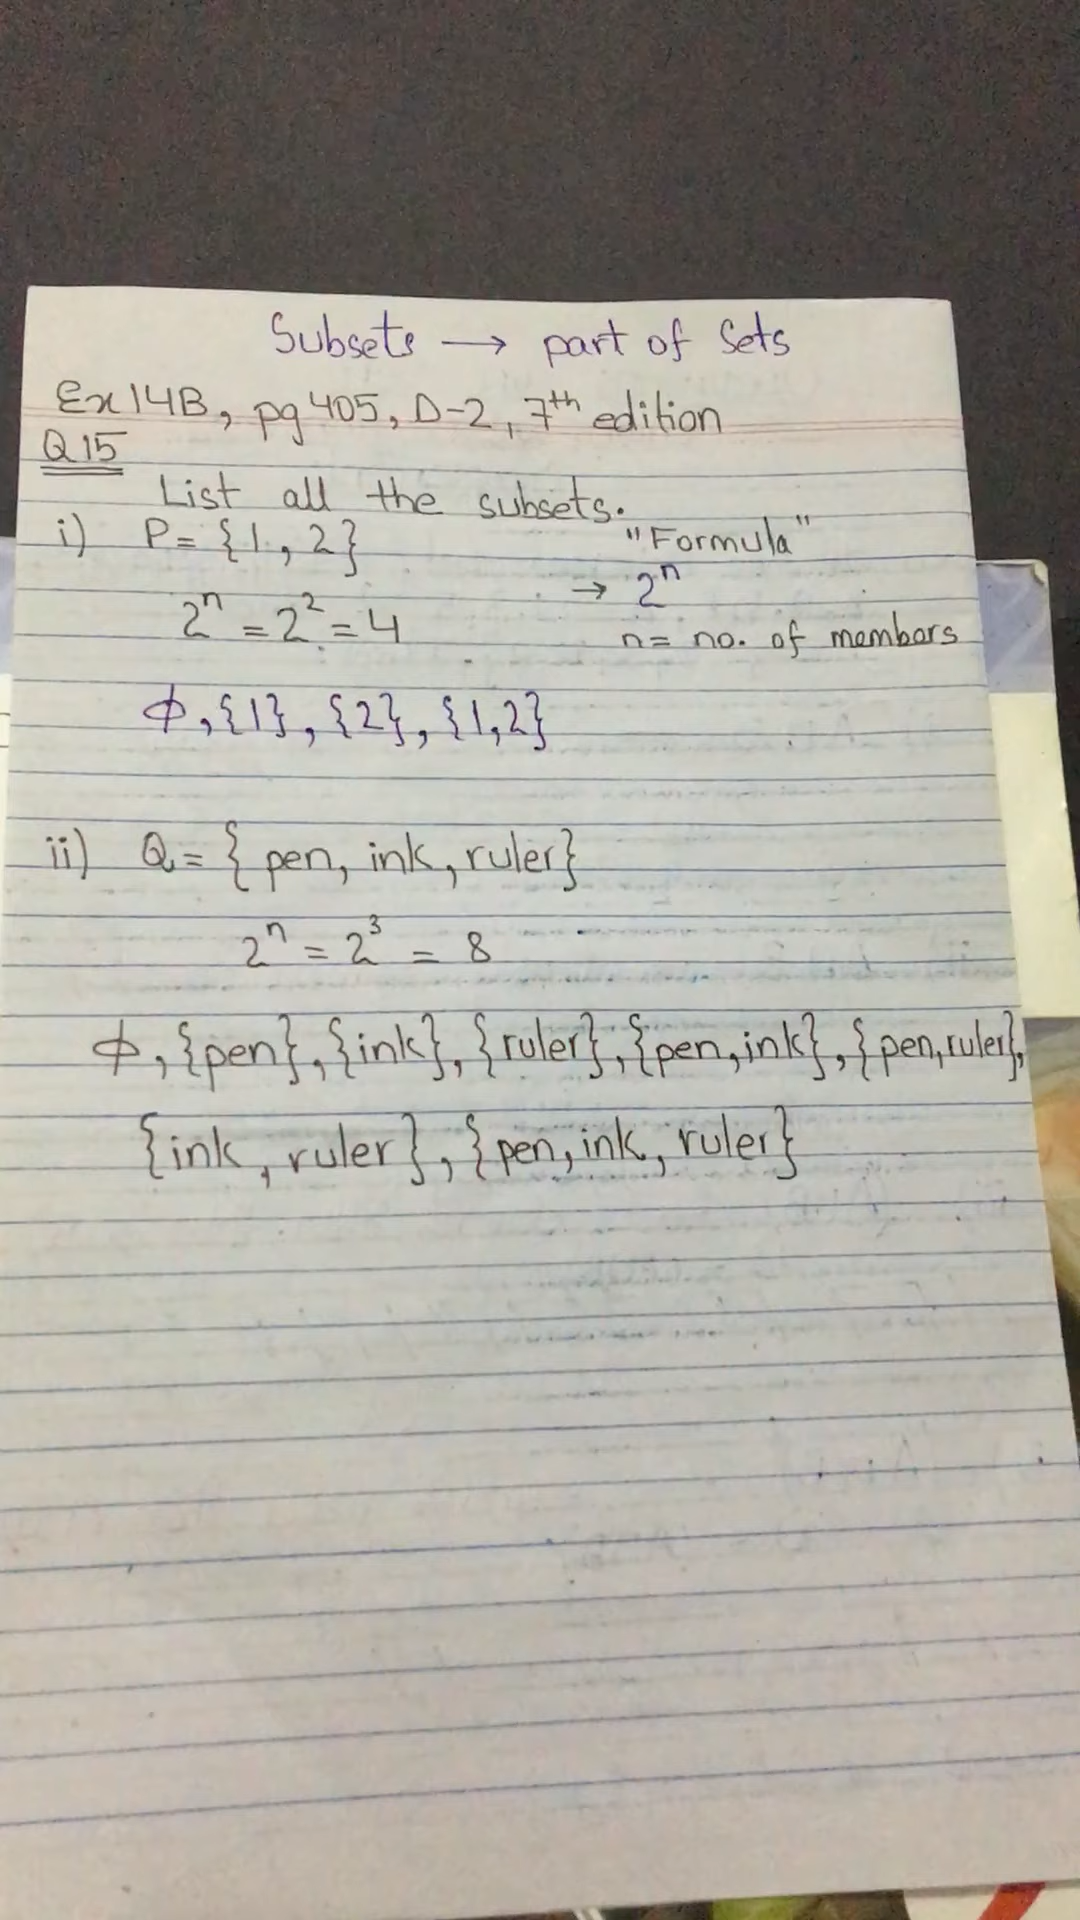 Subsets → part of Sets
Ex 14B, pg 405, D-2, 7th edition
Q 15
List all the subsets.
i) P = {1, 2}
"Formula"
→ 2ⁿ
2ⁿ = 2² = 4
n = no. of members
Φ, {1}, {2}, {1,2}
ii) Q = { pen, ink, ruler}
2ⁿ = 2³ = 8
Φ, {pen}, {ink}, {ruler}, {pen, ink}, { pen, ruler},
{ink, ruler}, {pen, ink, ruler}